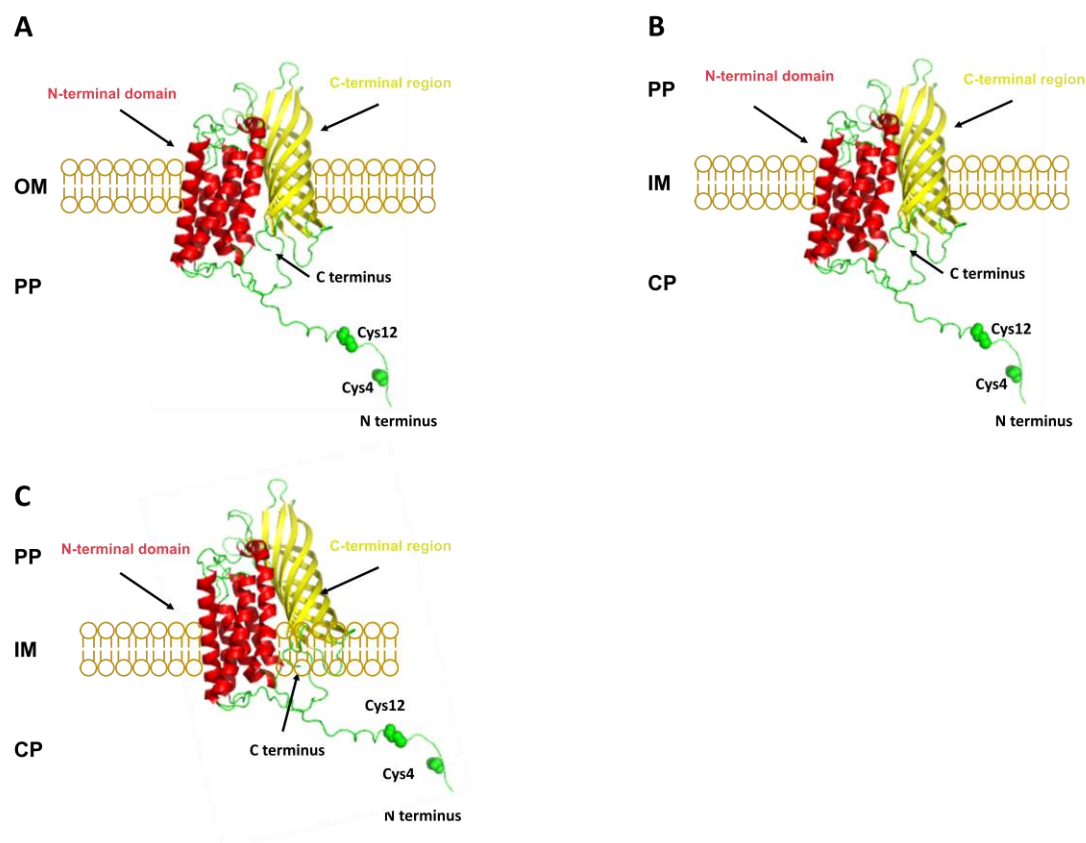 A
N-terminal domain
C-terminal region
OM
PP
C terminus
Cys12
Cys4
N terminus
B
PP
N-terminal domain
C-terminal region
IM
CP
C terminus
Cys12
Cys4
N terminus
C
PP
N-terminal domain
C-terminal region
IM
CP
C terminus
Cys12
Cys4
N terminus